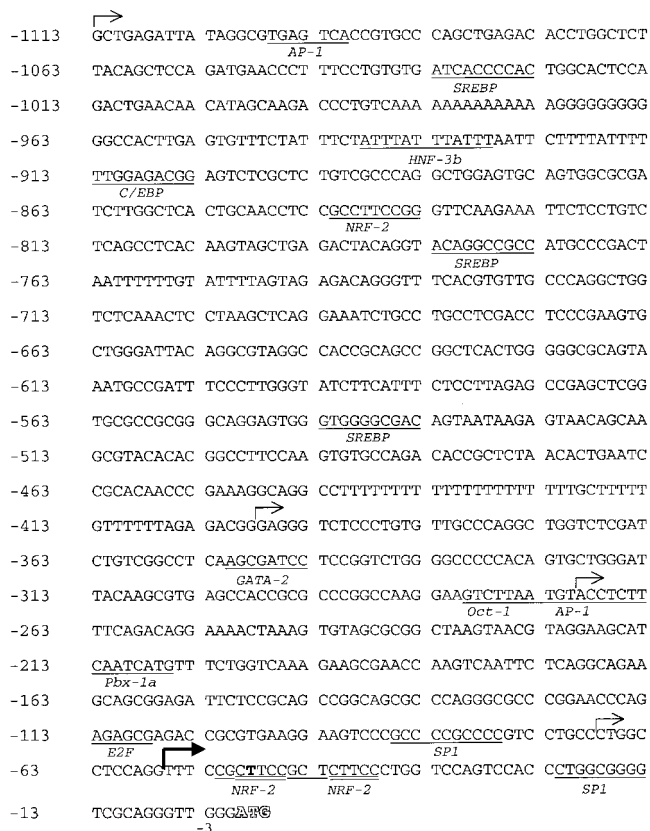 -1113 GCTGAGATTA TAGGCGTGAG TCACCGTGCC CAGCTGAGAC ACCTGGCTCT
AP-1
-1063 TACAGCTCCA GATGAACCCT TTCCTGTGTG ATCACCCCAC TGGCACTCCA
SREBP
-1013 GACTGAACAA CATAGCAAGA CCCTGTCAAA AAAAAAAAAA AGGGGGGGGG
-963 GGCCACTTGA GTGTTTCTAT TTCTATTTAT TTATTTAATT CTTTTATTTT
HNF-3b
-913 TTGGAGACGG AGTCTCGCTC TGTCGCCCAG GCTGGAGTGC AGTGGCGCGA
C/EBP
-863 TCTTGGCTCA CTGCAACCTC CGCCTTCCGG GTTCAAGAAA TTCTCCTGTC
NRF-2
-813 TCAGCCTCAC AAGTAGCTGA GACTACAGGT ACAGGCCGCC ATGCCCGACT
SREBP
-763 AATTTTTTGT ATTTTAGTAG AGACAGGGTT TCACGTGTTG CCCAGGCTGG
-713 TCTCAAACTC CTAAGCTCAG GAAATCTGCC TGCCTCGACC TCCCGAAGTG
-663 CTGGGATTAC AGGCGTAGGC CACCGCAGCC GGCTCACTGG GGGCGCAGTA
-613 AATGCCGATT TCCCTTGGGT ATCTTCATTT CTCCTTAGAG CCGAGCTCGG
-563 TGCGCCGCGG GCAGGAGTGG GTGGGGCGAC AGTAATAAGA GTAACAGCAA
SREBP
-513 GCGTACACAC GGCCTTCCAA GTGTGCCAGA CACCGCTCTA ACACTGAATC
-463 CGCACAACCC GAAAGGCAGG CCTTTTTTTT TTTTTTTTTT TTGCTTTTT
-413 GTTTTTTAGA GACGGGAGGG TCTCCCTGTG TTGCCCAGGC TGGTCTCGAT
-363 CTGTCGGCCTC AAGCGATCC TCCGGTCTGG GGCCCCCACA GTGCTGGGAT
GATA-2
-313 TACAAGCGTG AGCCACCGCG CCCGGCCAAG GAAGTCTTAA TGTACCTCTT
Oct-1 AP-1
-263 TTCAGACAGG AAAACTAAAG TGTAGCGCGG CTAAGTAACG TAGGAAGCAT
-213 CAATCATGTT TCTGGTCAAA GAAGCGAACC AAGTCAATTC TCAGGCAGAA
Pbx-1a
-163 GCAGCGGAGA TTCTCCGCAG CCGGCAGCGC CCAGGGCGCC CGGAACCCAG
-113 AGAGCGAGAC CGCGTGAAGG AAGTCCCGCC CCGCCCCGTC CTGCCCTGGC
E2F SP1
-63 CTCCAGGTTTC CGCTTCCGCT CTTCCCTGG TCCAGTCCAC CCTGGCGGGG
NRF-2 NRF-2 SP1
-13 TCGCAGGGTT GGGATG
-3